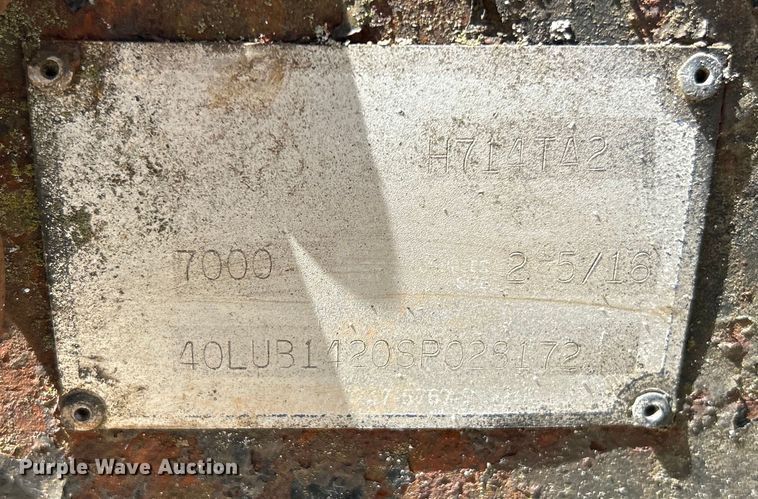 H714TA2
7000 2 5/16
40LUB1420SP028172
Purple Wave Auction